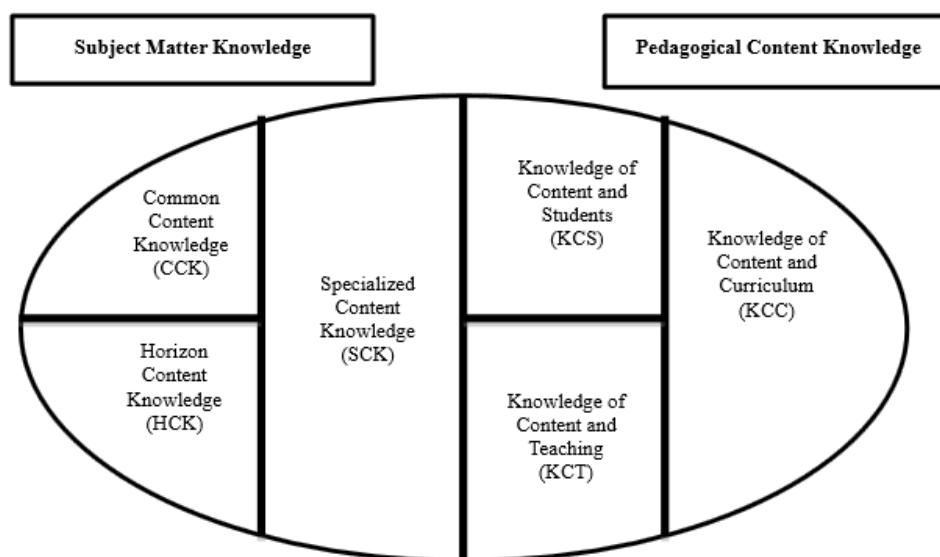 Subject Matter Knowledge
Pedagogical Content Knowledge
Common
Content
Knowledge
(CCK)
Horizon
Content
Knowledge
(HCK)
Specialized
Content
Knowledge
(SCK)
Knowledge of
Content and
Students
(KCS)
Knowledge of
Content and
Teaching
(KCT)
Knowledge of
Content and
Curriculum
(KCC)